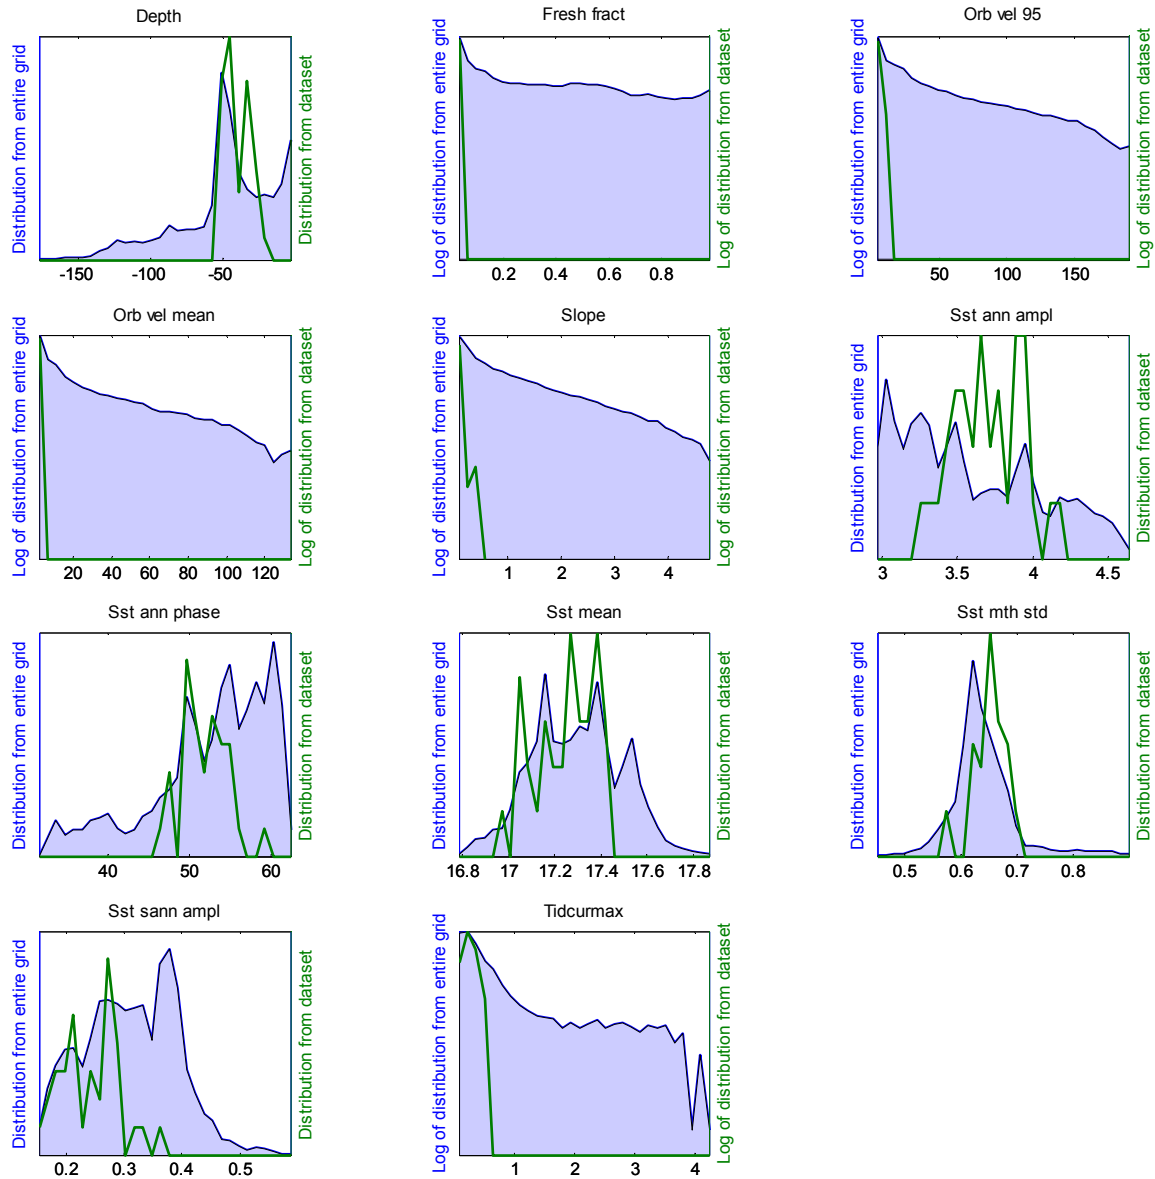 Depth
Distribution from entire grid
Distribution from dataset
-150 -100 -50
Fresh fract
Log of distribution from entire grid
Log of distribution from dataset
0.2 0.4 0.6 0.8
Orb vel 95
Log of distribution from entire grid
Log of distribution from dataset
50 100 150
Orb vel mean
Log of distribution from entire grid
Log of distribution from dataset
20 40 60 80 100 120
Slope
Log of distribution from entire grid
Log of distribution from dataset
1 2 3 4
Sst ann ampl
Distribution from entire grid
Distribution from dataset
3 3.5 4 4.5
Sst ann phase
Distribution from entire grid
Distribution from dataset
40 50 60
Sst mean
Distribution from entire grid
Distribution from dataset
16.8 17 17.2 17.4 17.6 17.8
Sst mth std
Distribution from entire grid
Distribution from dataset
0.5 0.6 0.7 0.8
Sst sann ampl
Distribution from entire grid
Distribution from dataset
0.2 0.3 0.4 0.5
Tidcurmax
Log of distribution from entire grid
Log of distribution from dataset
1 2 3 4